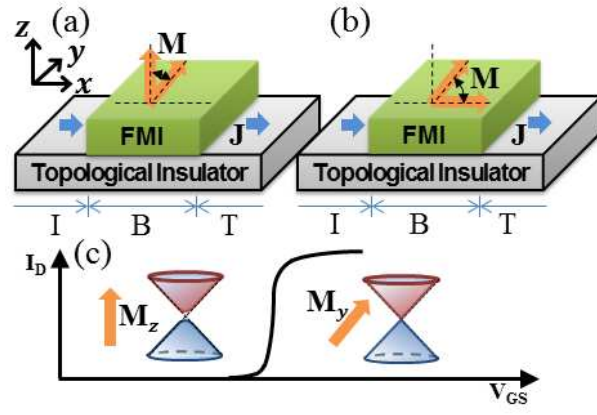 z (a) (b)
y
x
M M
FMI J FMI J
Topological Insulator Topological Insulator
I B T I B T
I_D (c)
M_z M_y
V_GS